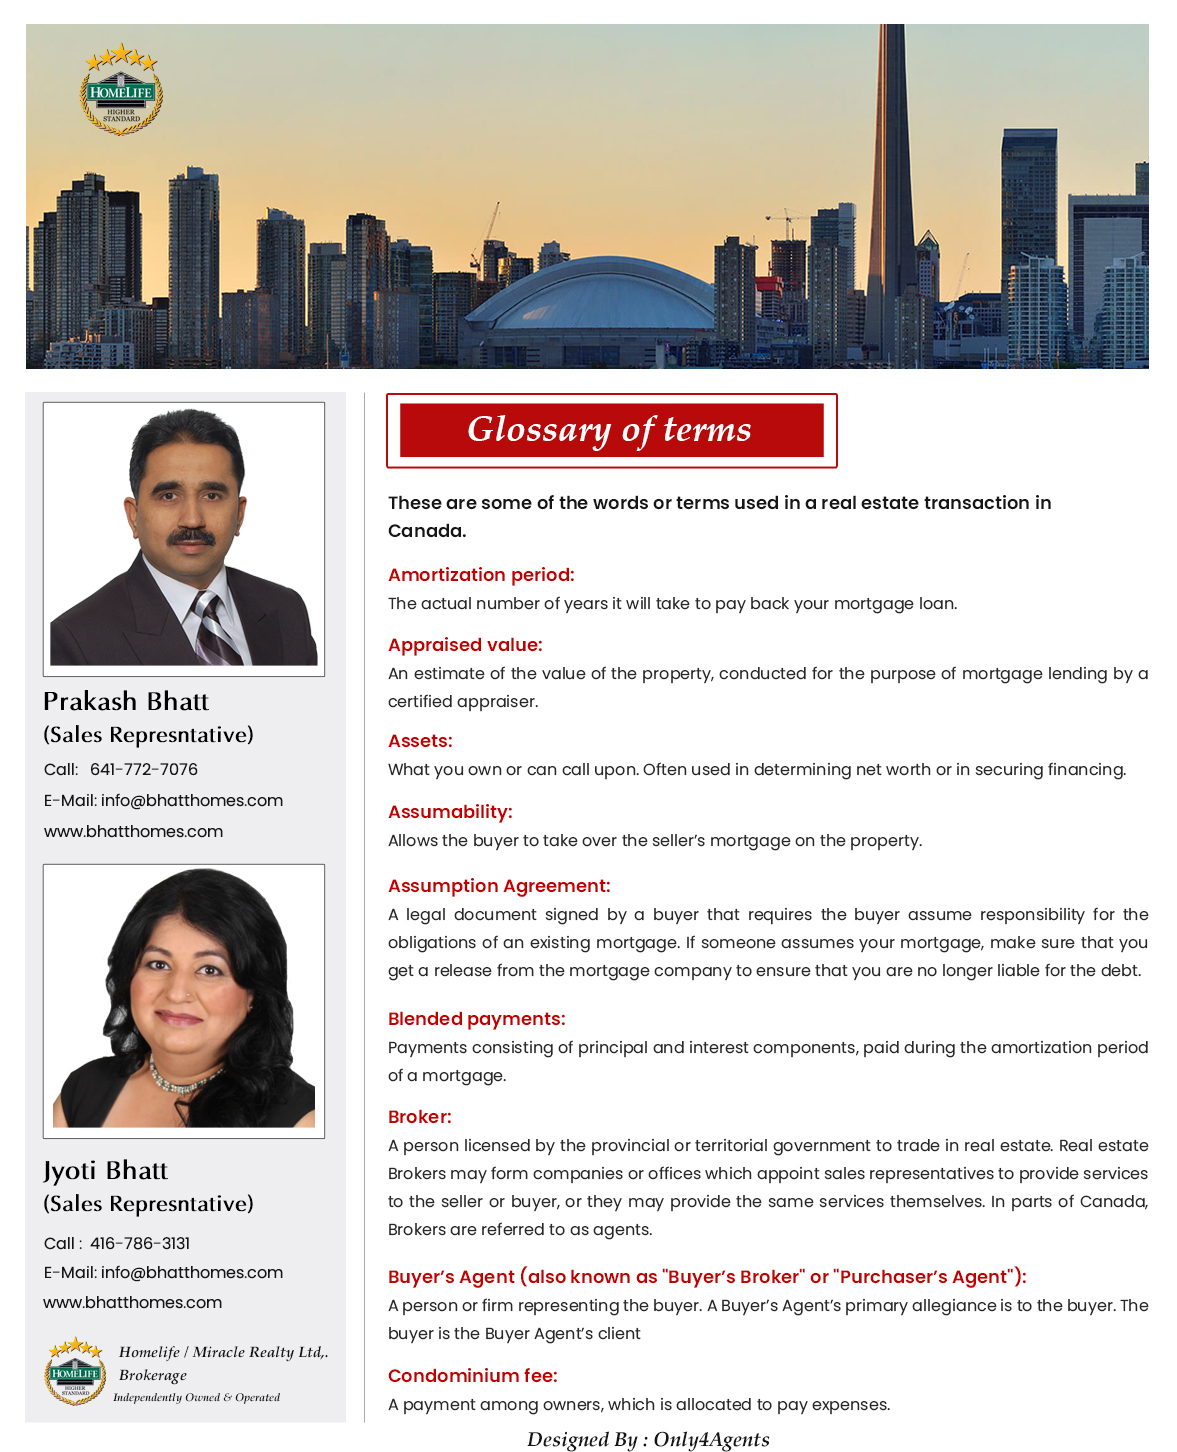 HOMELIFE
HIGHER
STANDARD
Prakash Bhatt
(Sales Represntative)
Call: 641-772-7076
E-Mail: info@bhatthomes.com
www.bhatthomes.com
Jyoti Bhatt
(Sales Represntative)
Call : 416-786-3131
E-Mail: info@bhatthomes.com
www.bhatthomes.com
HOMELIFE
HIGHER
STANDARD
Homelife / Miracle Realty Ltd,.
Brokerage
Independently Owned & Operated
Glossary of terms
These are some of the words or terms used in a real estate transaction in
Canada.
Amortization period:
The actual number of years it will take to pay back your mortgage loan.
Appraised value:
An estimate of the value of the property, conducted for the purpose of mortgage lending by a
certified appraiser.
Assets:
What you own or can call upon. Often used in determining net worth or in securing financing.
Assumability:
Allows the buyer to take over the seller’s mortgage on the property.
Assumption Agreement:
A legal document signed by a buyer that requires the buyer assume responsibility for the
obligations of an existing mortgage. If someone assumes your mortgage, make sure that you
get a release from the mortgage company to ensure that you are no longer liable for the debt.
Blended payments:
Payments consisting of principal and interest components, paid during the amortization period
of a mortgage.
Broker:
A person licensed by the provincial or territorial government to trade in real estate. Real estate
Brokers may form companies or offices which appoint sales representatives to provide services
to the seller or buyer, or they may provide the same services themselves. In parts of Canada,
Brokers are referred to as agents.
Buyer’s Agent (also known as "Buyer’s Broker" or "Purchaser’s Agent"):
A person or firm representing the buyer. A Buyer’s Agent’s primary allegiance is to the buyer. The
buyer is the Buyer Agent’s client
Condominium fee:
A payment among owners, which is allocated to pay expenses.
Designed By : Only4Agents